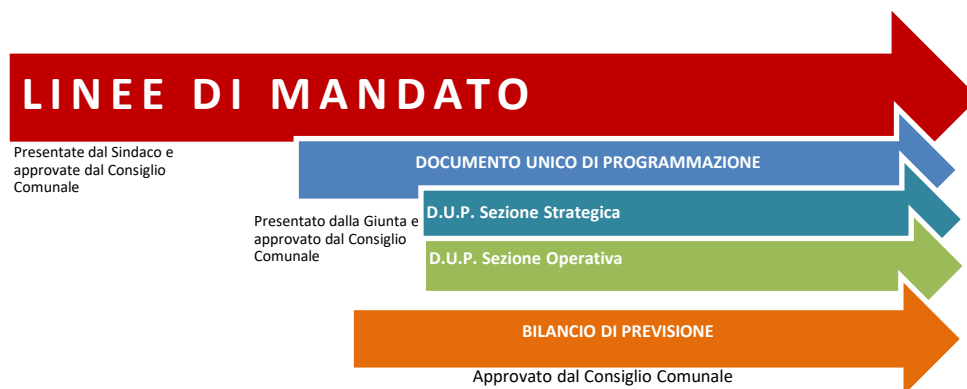 LINEE DI MANDATO
Presentate dal Sindaco e
approvate dal Consiglio
Comunale
DOCUMENTO UNICO DI PROGRAMMAZIONE
D.U.P. Sezione Strategica
Presentato dalla Giunta e
approvato dal Consiglio
Comunale
D.U.P. Sezione Operativa
BILANCIO DI PREVISIONE
Approvato dal Consiglio Comunale